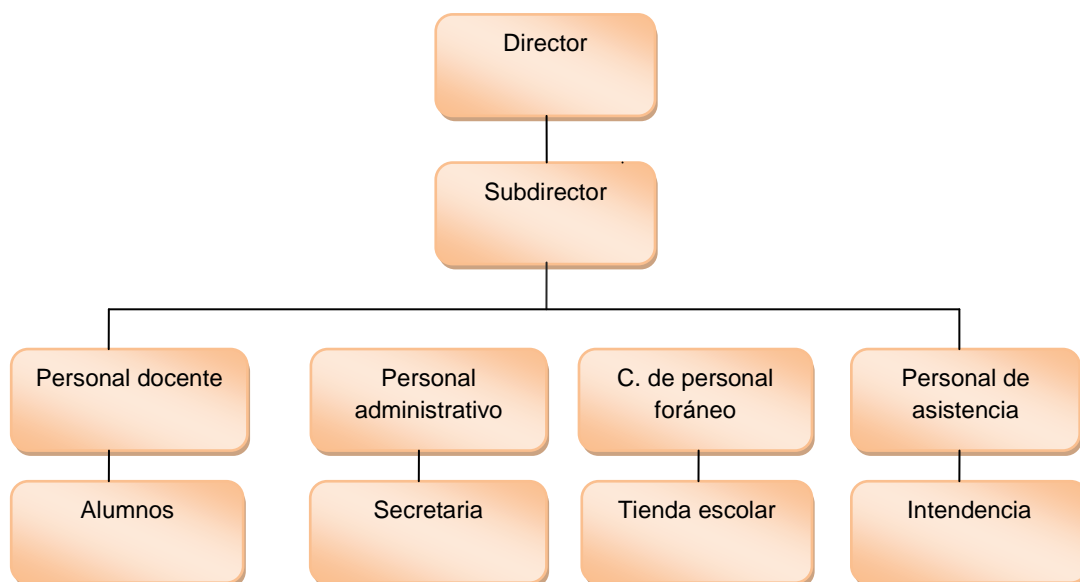 Director
Subdirector
Personal docente
Personal
administrativo
C. de personal
foráneo
Personal de
asistencia
Alumnos
Secretaria
Tienda escolar
Intendencia